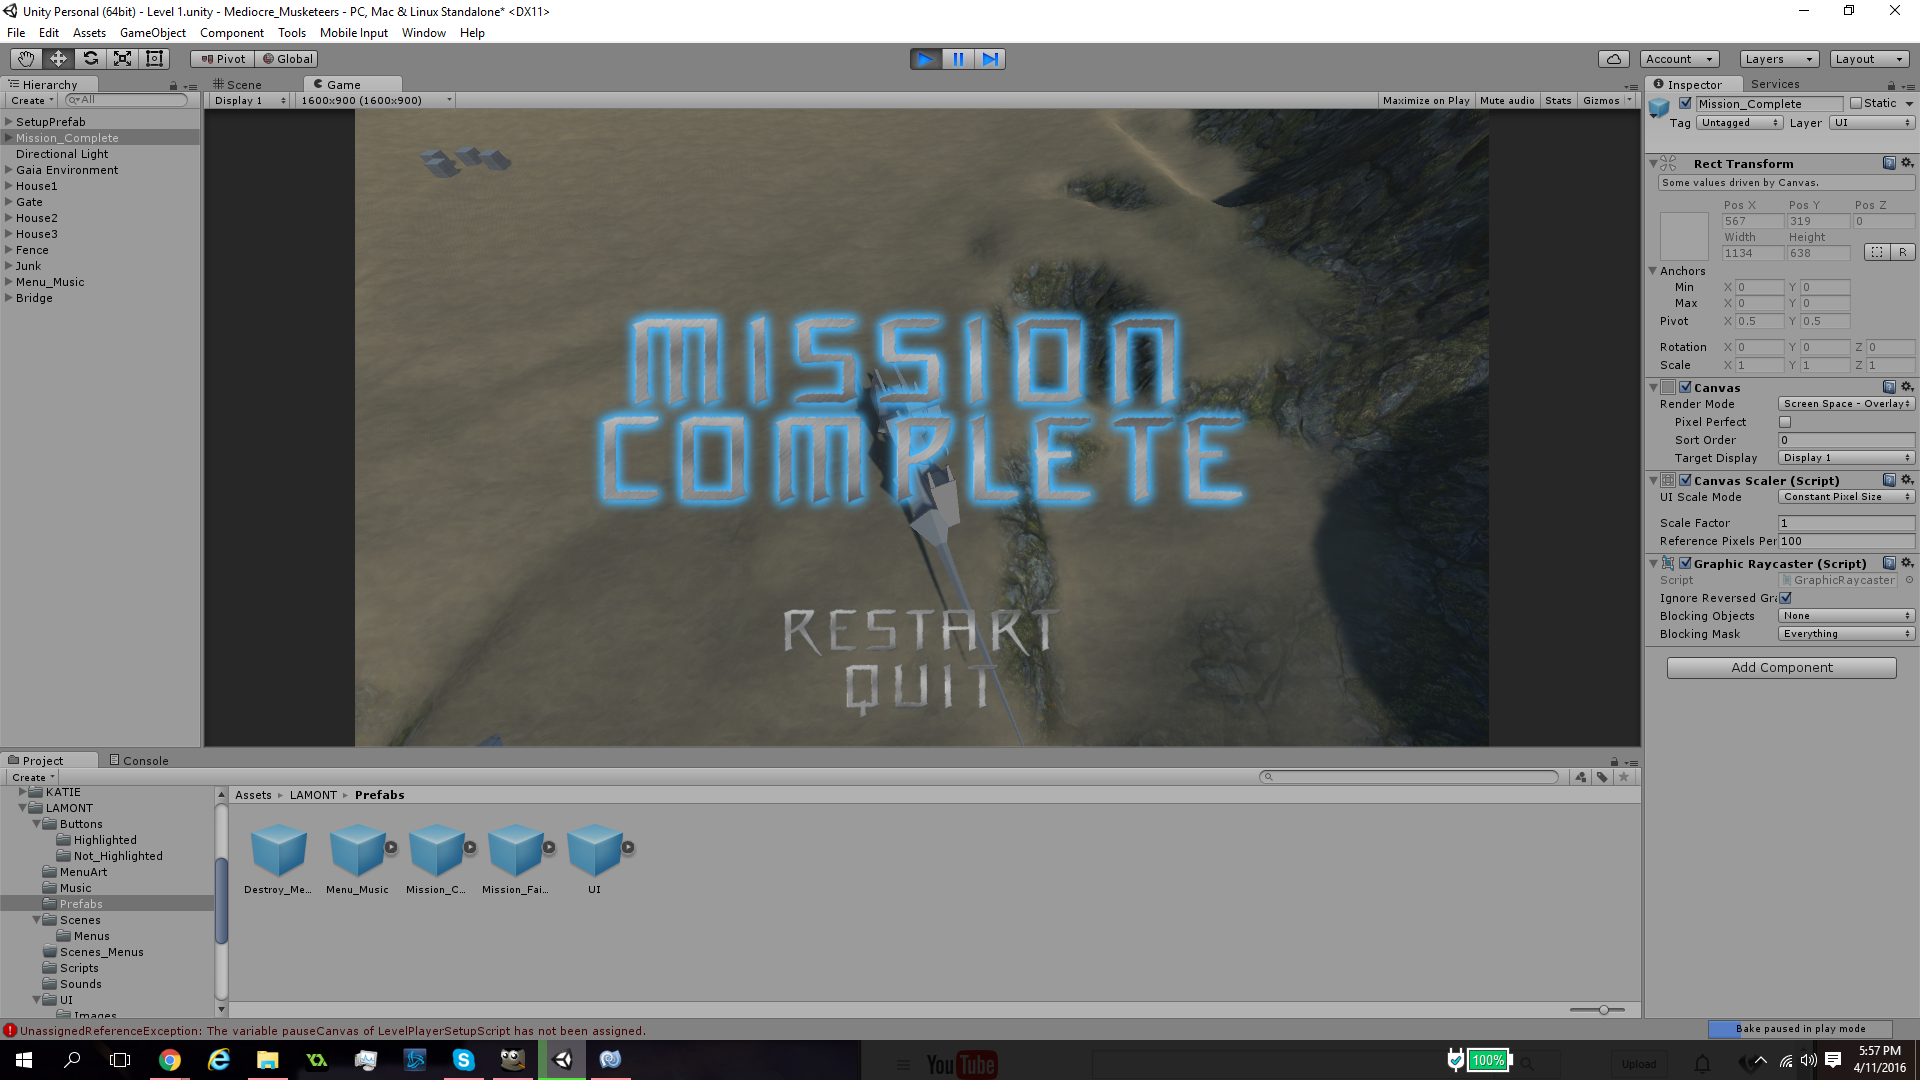 Unity Personal (64bit) - Level 1.unity - Mediocre_Musketeers - PC, Mac & Linux Standalone* <DX11>
File Edit Assets GameObject Component Tools Mobile Input Window Help
Pivot Global Account Layers Layout
Hierarchy
Create All
SetupPrefab
Mission_Complete
Directional Light
Gaia Environment
House1
Gate
House2
House3
Fence
Junk
Menu_Music
Bridge
Scene Game
Display 1 1600x900 (1600x900) Maximize on Play Mute audio Stats Gizmos
MISSION
COMPLETE
RESTART
QUIT
Inspector Services
Mission_Complete Static
Tag Untagged Layer UI
Rect Transform
Some values driven by Canvas.
Pos X Pos Y Pos Z
567 319 0
Width Height
1134 638 R
Anchors
Min X 0 Y 0
Max X 0 Y 0
Pivot X 0.5 Y 0.5
Rotation X 0 Y 0 Z 0
Scale X 1 Y 1 Z 1
Canvas
Render Mode Screen Space - Overlay
Pixel Perfect
Sort Order 0
Target Display Display 1
Canvas Scaler (Script)
UI Scale Mode Constant Pixel Size
Scale Factor 1
Reference Pixels Per 100
Graphic Raycaster (Script)
Script GraphicRaycaster
Ignore Reversed Gra
Blocking Objects None
Blocking Mask Everything
Add Component
Project Console
Create
KATIE
LAMONT
Buttons
Highlighted
Not_Highlighted
MenuArt
Music
Prefabs
Scenes
Menus
Scenes_Menus
Scripts
Sounds
UI
Images
Assets LAMONT Prefabs
Destroy_Me... Menu_Music Mission_C... Mission_Fai... UI
UnassignedReferenceException: The variable pauseCanvas of LevelPlayerSetupScript has not been assigned.
Bake paused in play mode
YouTube
Upload
100%
5:57 PM
4/11/2016